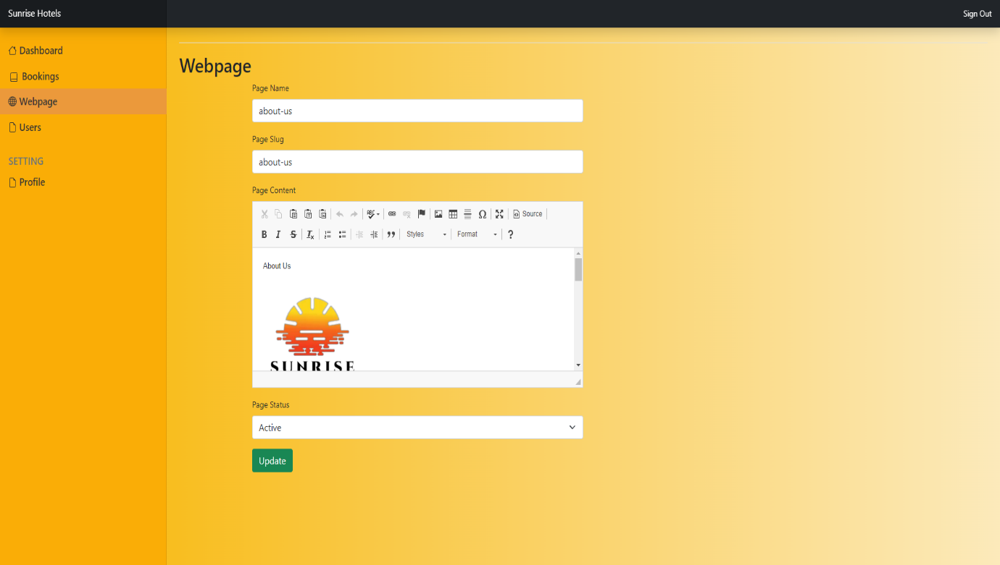 Sunrise Hotels
Sign Out
Dashboard
Bookings
Webpage
Users
SETTING
Profile
Webpage
Page Name
about-us
Page Slug
about-us
Page Content
Source
B I S Tx
Styles
Format
?
About Us
SUNRISE
Page Status
Active
Update